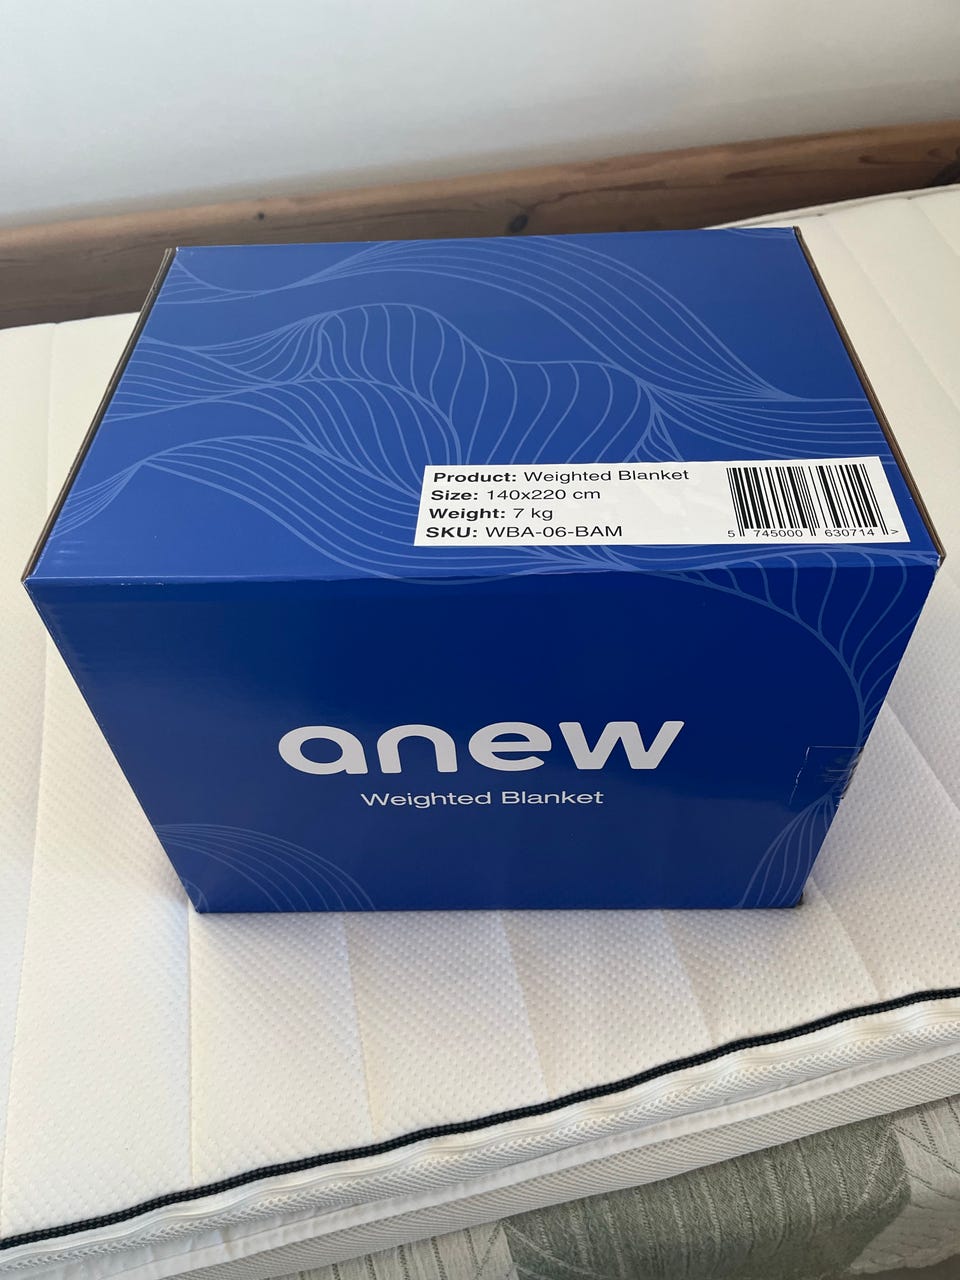 Product: Weighted Blanket
Size: 140x220 cm
Weight: 7 kg
SKU: WBA-06-BAM
5 745000 630714 >
anew
Weighted Blanket